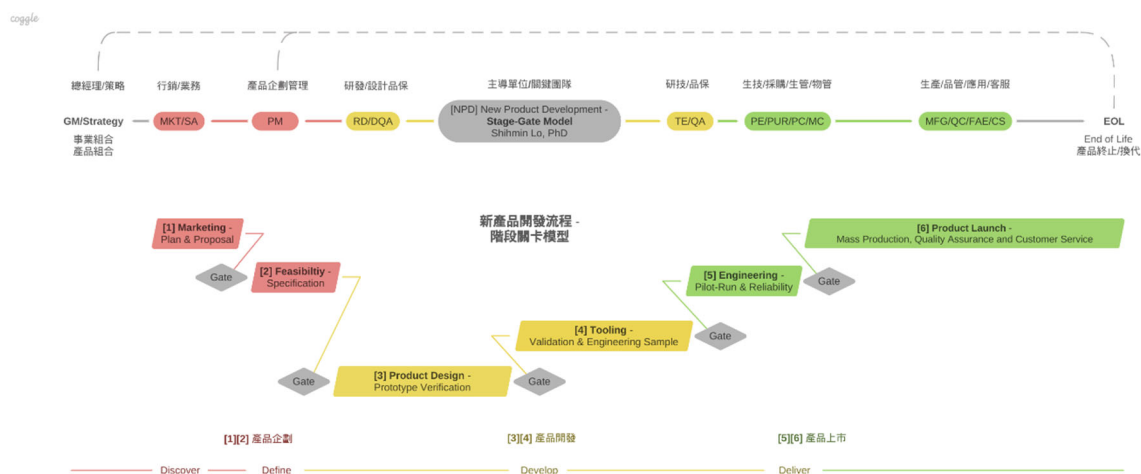 coggle
總經理/策略
行銷/業務
產品企劃管理
研發/設計品保
主導單位/關鍵團隊
研技/品保
生技/採購/生管/物管
生產/品管/應用/客服
GM/Strategy
MKT/SA
PM
RD/DQA
[NPD] New Product Development -
Stage-Gate Model
Shihmin Lo, PhD
TE/QA
PE/PUR/PC/MC
MFG/QC/FAE/CS
EOL
事業組合
產品組合
End of Life
產品終止/換代
新產品開發流程 -
階段關卡模型
[1] Marketing -
Plan & Proposal
Gate
[2] Feasibiltiy -
Specification
Gate
[3] Product Design -
Prototype Verification
Gate
[4] Tooling -
Validation & Engineering Sample
Gate
[5] Engineering -
Pilot-Run & Reliability
Gate
[6] Product Launch -
Mass Production, Quality Assurance and Customer Service
[1][2] 產品企劃
[3][4] 產品開發
[5][6] 產品上市
Discover
Define
Develop
Deliver